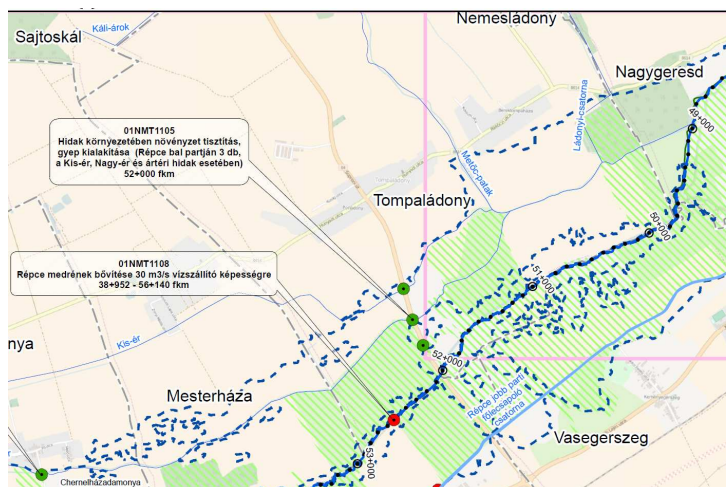 Nemesládony
Káli-árok
Sajtoskál
Nagygeresd
Ládonyi-csatorna
49+000
01NMT1105
Hidak környezetében növényzet tisztítás,
gyep kialakítása (Répce bal partján 3 db,
a Kis-ér, Nagy-ér és ártéri hidak esetében)
52+000 fkm
Metőc-patak
Tompaládony
50+000
01NMT1108
Répce medrének bővítése 30 m3/s vízszállító képességre
38+952 - 56+140 fkm
51+000
nya
Kis-ér
52+000
Mesterháza
Répce jobb parti
fölecsapoló
csatorna
Vasegerszeg
53+000
Chernelházadamonya